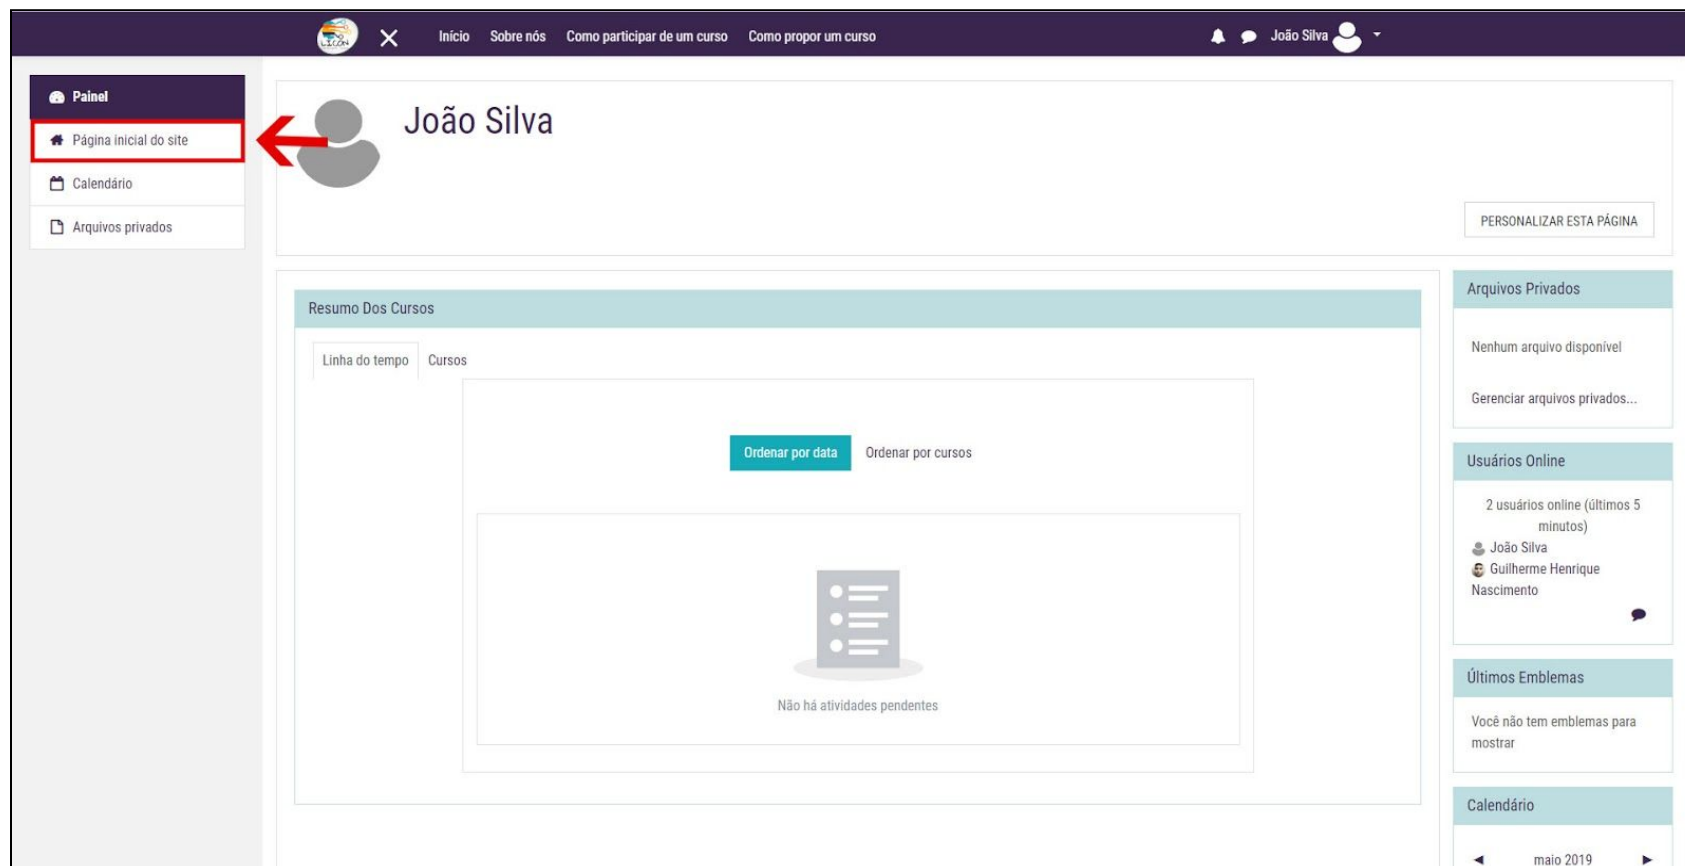 LICON
Início Sobre nós Como participar de um curso Como propor um curso
João Silva
Painel
Página inicial do site
Calendário
Arquivos privados
João Silva
PERSONALIZAR ESTA PÁGINA
Resumo Dos Cursos
Linha do tempo Cursos
Ordenar por data Ordenar por cursos
Não há atividades pendentes
Arquivos Privados
Nenhum arquivo disponível
Gerenciar arquivos privados...
Usuários Online
2 usuários online (últimos 5
minutos)
João Silva
Guilherme Henrique
Nascimento
Últimos Emblemas
Você não tem emblemas para
mostrar
Calendário
◄ maio 2019 ►